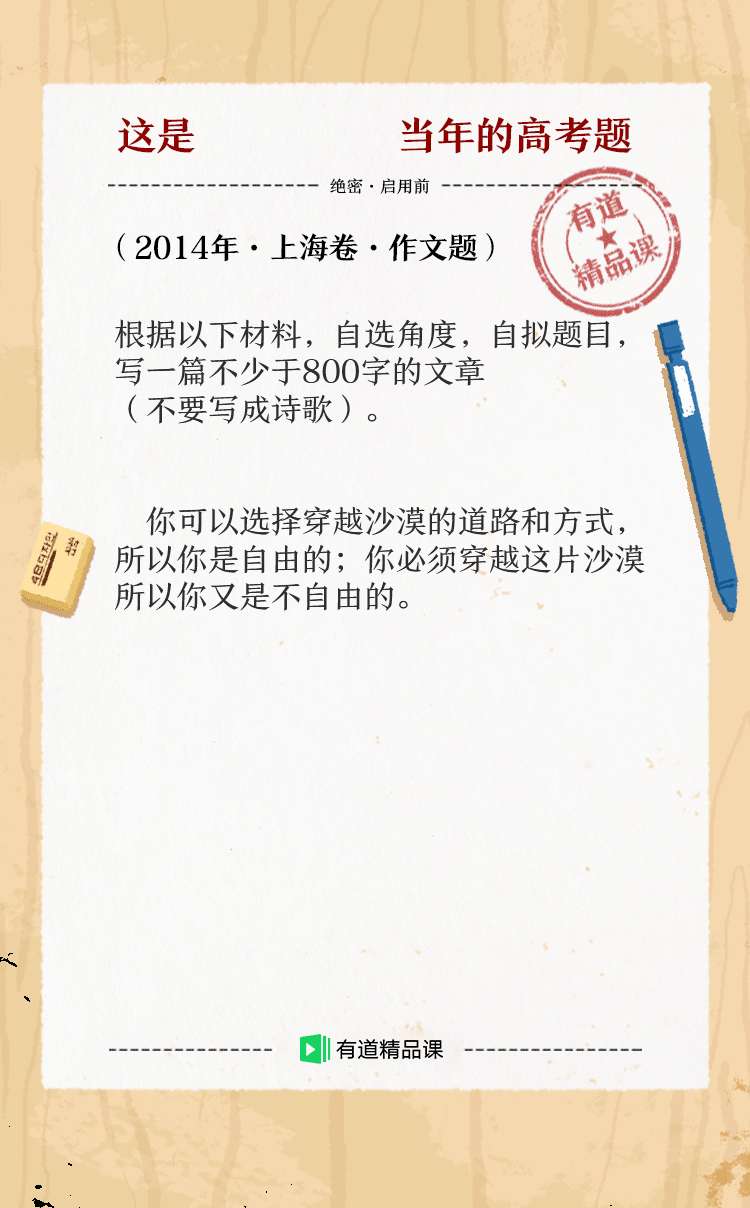 这是 当年的高考题
绝密·启用前
有道
精品课
（2014年·上海卷·作文题）
根据以下材料，自选角度，自拟题目，
写一篇不少于800字的文章
（不要写成诗歌）。
你可以选择穿越沙漠的道路和方式，
所以你是自由的；你必须穿越这片沙漠
所以你又是不自由的。
有道精品课